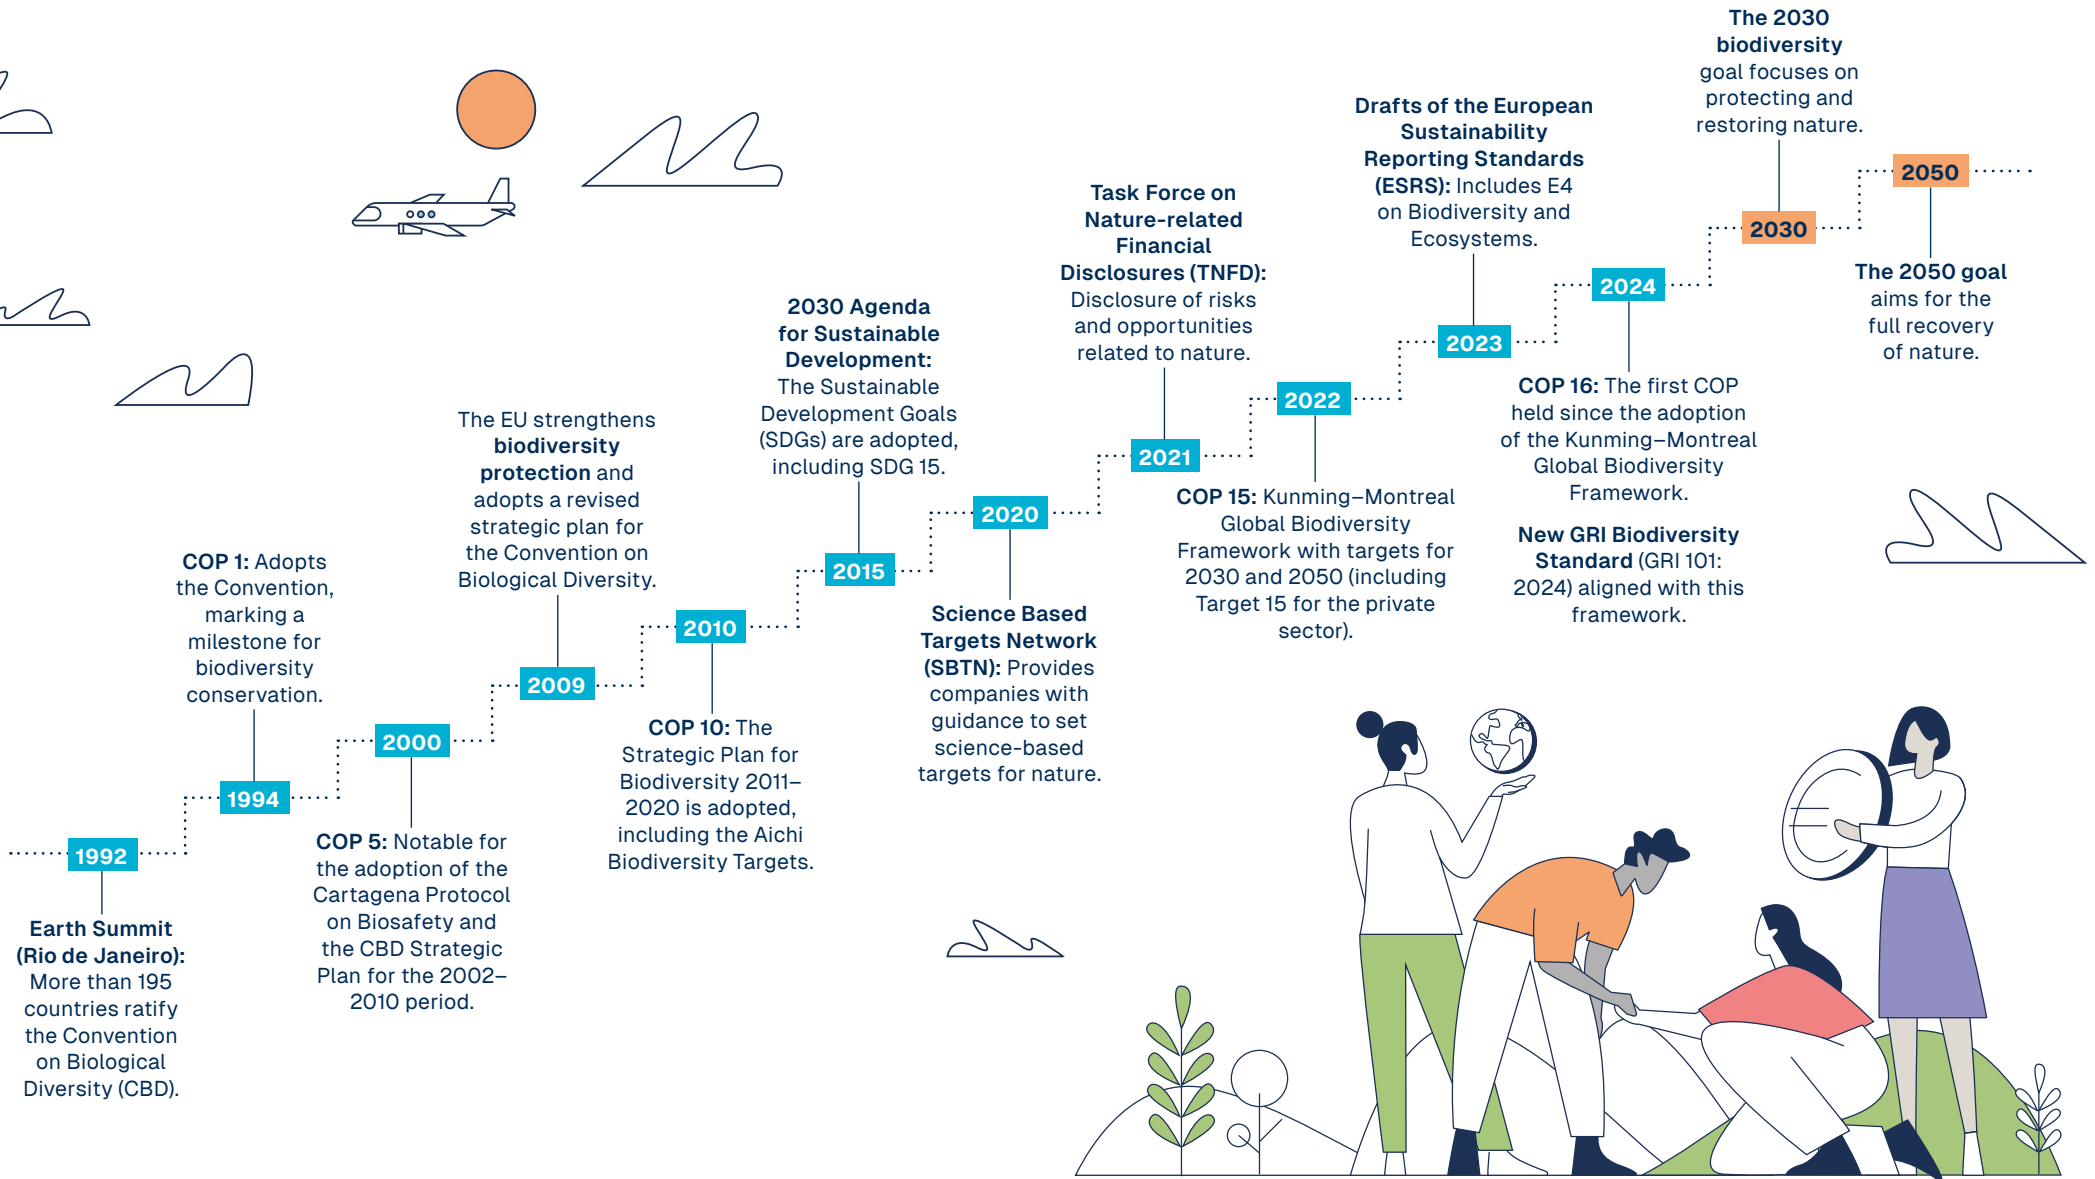 1992
Earth Summit
(Rio de Janeiro):
More than 195
countries ratify
the Convention
on Biological
Diversity (CBD).
COP 1: Adopts
the Convention,
marking a
milestone for
biodiversity
conservation.
1994
2000
COP 5: Notable for
the adoption of the
Cartagena Protocol
on Biosafety and
the CBD Strategic
Plan for the 2002–
2010 period.
The EU strengthens
biodiversity
protection and
adopts a revised
strategic plan for
the Convention on
Biological Diversity.
2009
2010
COP 10: The
Strategic Plan for
Biodiversity 2011–
2020 is adopted,
including the Aichi
Biodiversity Targets.
2030 Agenda
for Sustainable
Development:
The Sustainable
Development Goals
(SDGs) are adopted,
including SDG 15.
2015
2020
Science Based
Targets Network
(SBTN): Provides
companies with
guidance to set
science-based
targets for nature.
Task Force on
Nature-related
Financial
Disclosures (TNFD):
Disclosure of risks
and opportunities
related to nature.
2021
2022
COP 15: Kunming–Montreal
Global Biodiversity
Framework with targets for
2030 and 2050 (including
Target 15 for the private
sector).
Drafts of the European
Sustainability
Reporting Standards
(ESRS): Includes E4
on Biodiversity and
Ecosystems.
2023
2024
COP 16: The first COP
held since the adoption
of the Kunming–Montreal
Global Biodiversity
Framework.
New GRI Biodiversity
Standard (GRI 101:
2024) aligned with this
framework.
The 2030
biodiversity
goal focuses on
protecting and
restoring nature.
2030
2050
The 2050 goal
aims for the
full recovery
of nature.